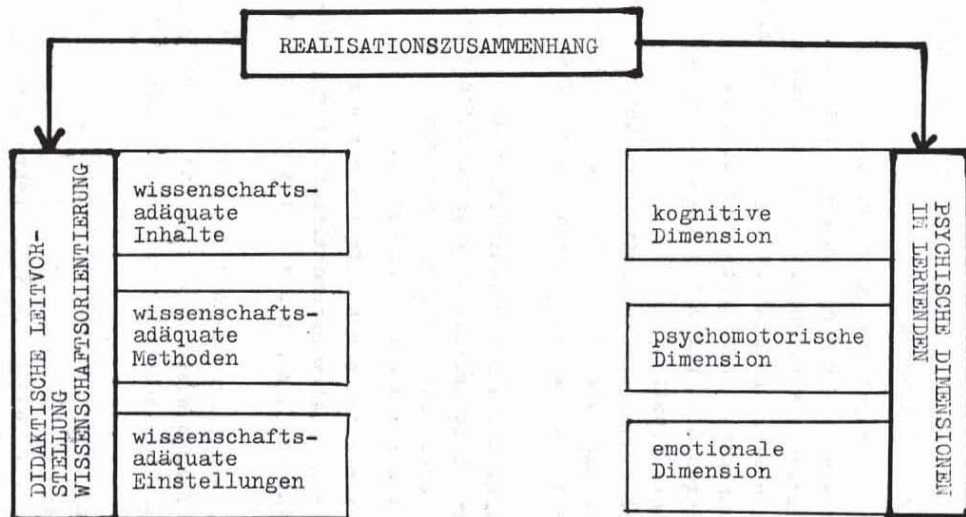 REALISATIONSZUSAMMENHANG
DIDAKTISCHE LEITVOR-
STELLUNG
WISSENSCHAFTSORIENTIERUNG
wissenschafts-
adäquate
Inhalte
wissenschafts-
adäquate
Methoden
wissenschafts-
adäquate
Einstellungen
kognitive
Dimension
psychomotorische
Dimension
emotionale
Dimension
PSYCHISCHE DIMENSIONEN
IM LERNENDEN